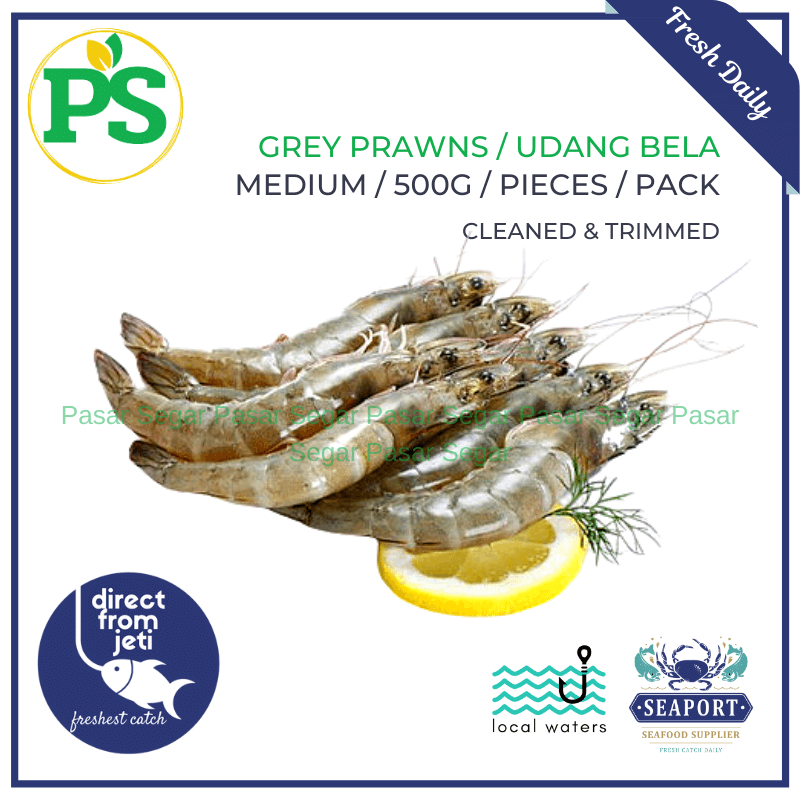 PS
Fresh Daily
GREY PRAWNS / UDANG BELA
MEDIUM / 500G / PIECES / PACK
CLEANED & TRIMMED
Pasar Segar Pasar Segar Pasar Segar Pasar Segar Pasar
Segar Pasar Segar
direct
from
jeti
freshest catch
local waters
SEAPORT
SEAFOOD SUPPLIER
FRESH CATCH DAILY